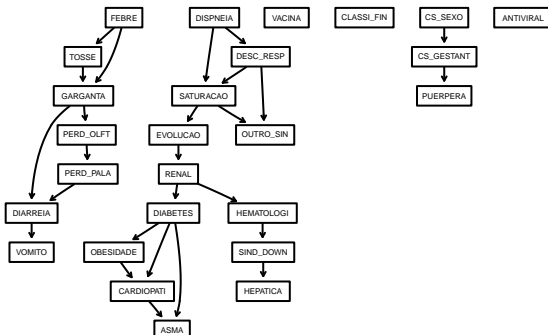 FEBRE
DISPNEIA
VACINA
CLASSI_FIN
CS_SEXO
ANTIVIRAL
TOSSE
DESC_RESP
CS_GESTANT
GARGANTA
SATURACAO
PUERPERA
PERD_OLFT
EVOLUCAO
OUTRO_SIN
PERD_PALA
RENAL
DIARREIA
DIABETES
HEMATOLOGI
VOMITO
OBESIDADE
SIND_DOWN
CARDIOPATI
HEPATICA
ASMA